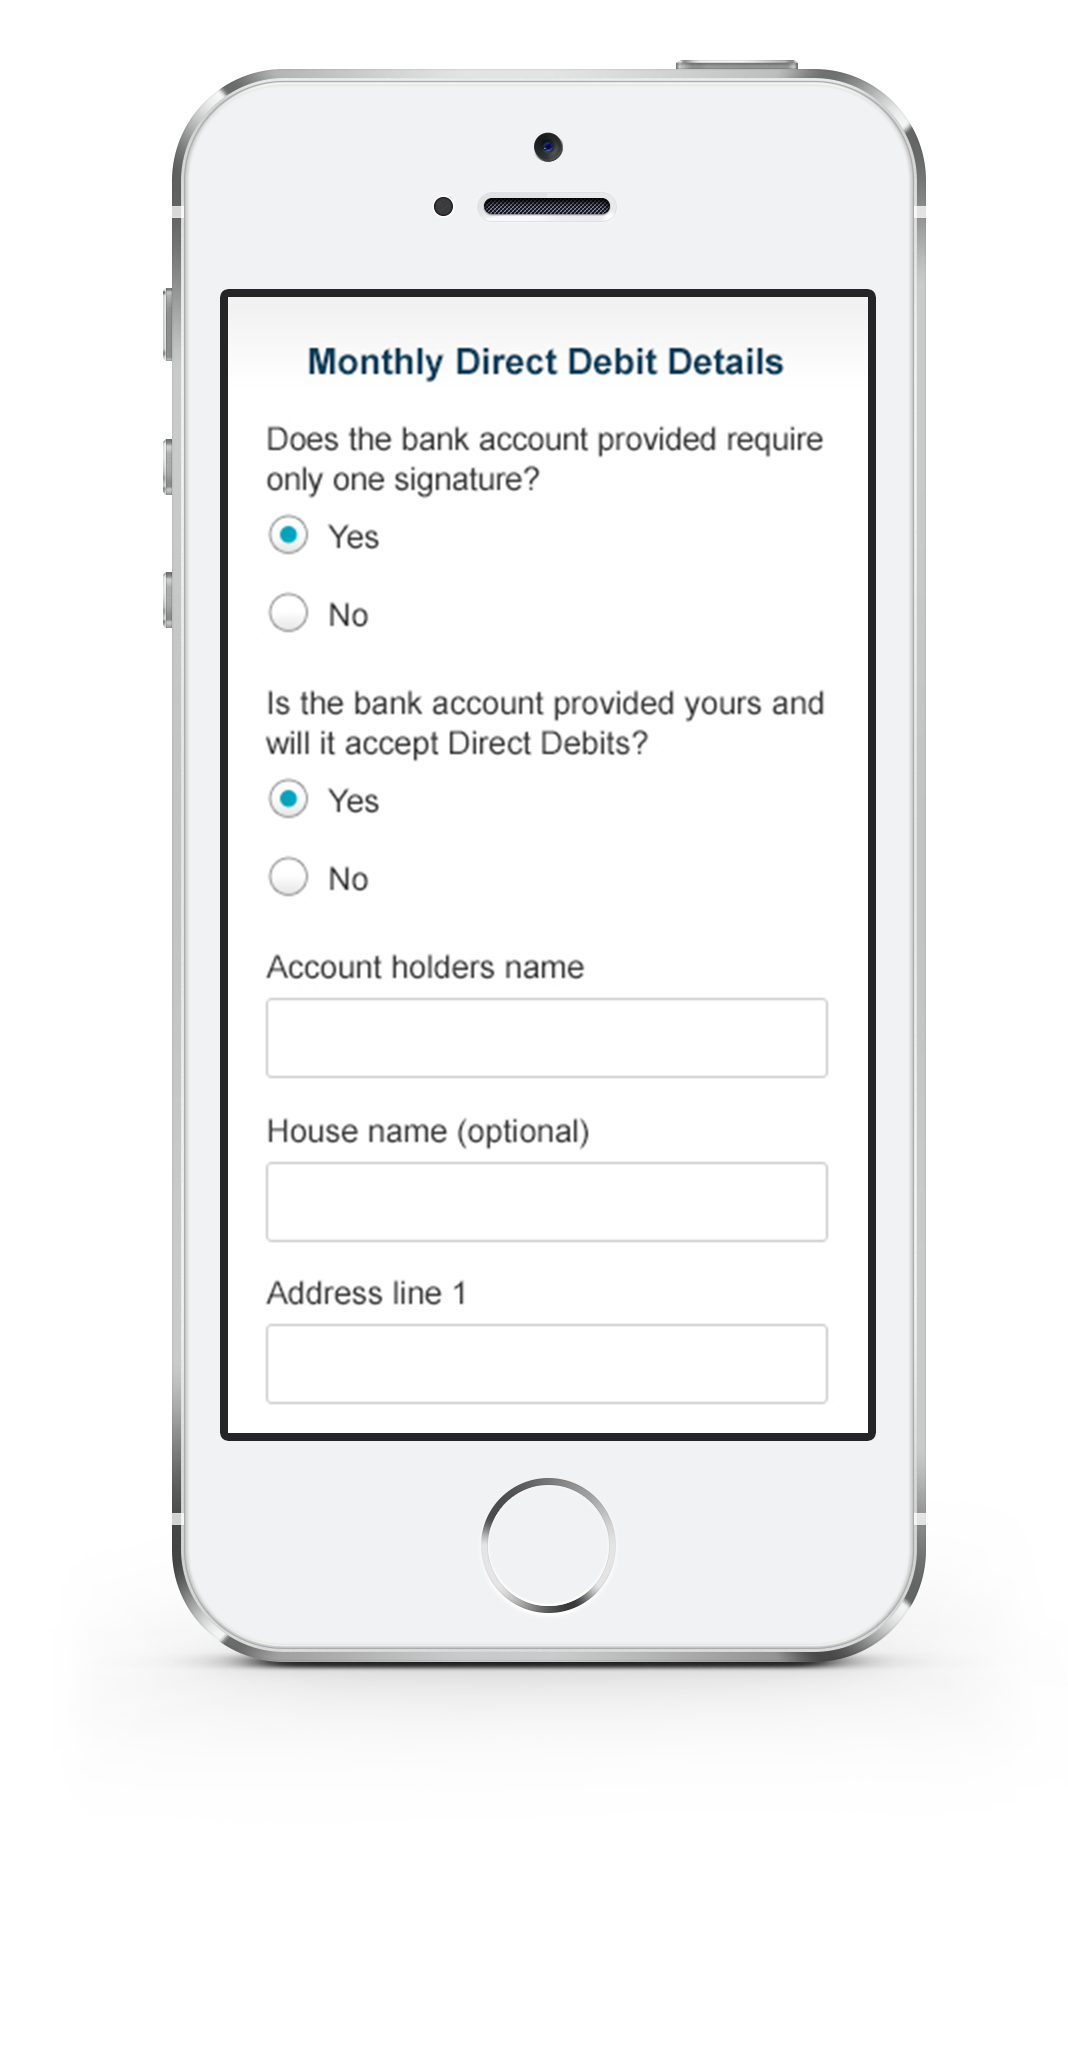 Monthly Direct Debit Details
Does the bank account provided require
only one signature?
Yes
No
Is the bank account provided yours and
will it accept Direct Debits?
Yes
No
Account holders name
House name (optional)
Address line 1